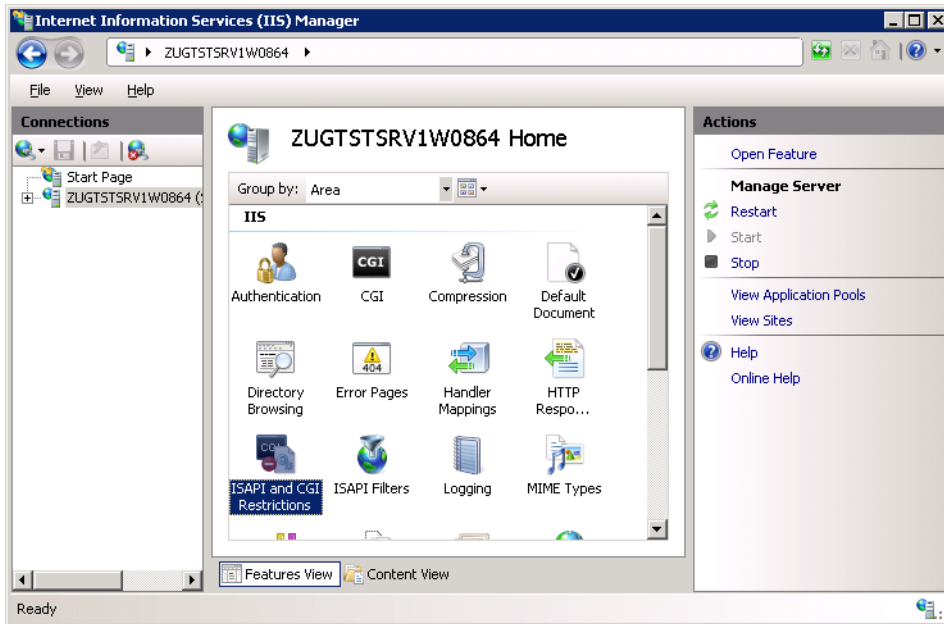 Internet Information Services (IIS) Manager
ZUGTSTSRV1W0864
File View Help
Connections
Start Page
ZUGTSTSRV1W0864 (
ZUGTSTSRV1W0864 Home
Group by: Area
IIS
Authentication
CGI
CGI
Compression
Default
Document
Directory
Browsing
404
Error Pages
Handler
Mappings
HTTP
Respo...
ISAPI and CGI
Restrictions
ISAPI Filters
Logging
MIME Types
Features View
Content View
Actions
Open Feature
Manage Server
Restart
Start
Stop
View Application Pools
View Sites
Help
Online Help
Ready